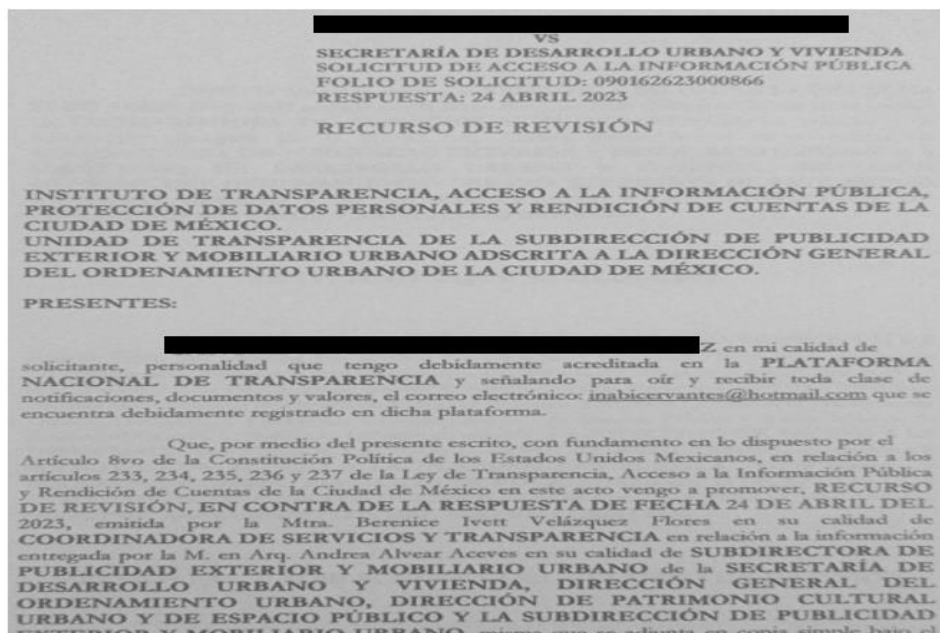 VS
SECRETARÍA DE DESARROLLO URBANO Y VIVIENDA
SOLICITUD DE ACCESO A LA INFORMACIÓN PÚBLICA
FOLIO DE SOLICITUD: 090162623000866
RESPUESTA: 24 ABRIL 2023
RECURSO DE REVISIÓN
INSTITUTO DE TRANSPARENCIA, ACCESO A LA INFORMACIÓN PÚBLICA,
PROTECCIÓN DE DATOS PERSONALES Y RENDICIÓN DE CUENTAS DE LA
CIUDAD DE MÉXICO.
UNIDAD DE TRANSPARENCIA DE LA SUBDIRECCIÓN DE PUBLICIDAD
EXTERIOR Y MOBILIARIO URBANO ADSCRITA A LA DIRECCIÓN GENERAL
DEL ORDENAMIENTO URBANO DE LA CIUDAD DE MÉXICO.
PRESENTES:
Z en mi calidad de
solicitante, personalidad que tengo debidamente acreditada en la PLATAFORMA
NACIONAL DE TRANSPARENCIA y señalando para oír y recibir toda clase de
notificaciones, documentos y valores, el correo electrónico: inabicervantes@hotmail.com que se
encuentra debidamente registrado en dicha plataforma.
Que, por medio del presente escrito, con fundamento en lo dispuesto por el
Artículo 8vo de la Constitución Política de los Estados Unidos Mexicanos, en relación a los
artículos 233, 234, 235, 236 y 237 de la Ley de Transparencia, Acceso a la Información Pública
y Rendición de Cuentas de la Ciudad de México en este acto vengo a promover, RECURSO
DE REVISIÓN, EN CONTRA DE LA RESPUESTA DE FECHA 24 DE ABRIL DEL
2023, emitida por la Mtra. Berenice Ivett Velázquez Flores en su calidad de
COORDINADORA DE SERVICIOS Y TRANSPARENCIA en relación a la información
entregada por la M. en Arq. Andrea Alvear Aceves en su calidad de SUBDIRECTORA DE
PUBLICIDAD EXTERIOR Y MOBILIARIO URBANO de la SECRETARÍA DE
DESARROLLO URBANO Y VIVIENDA, DIRECCIÓN GENERAL DEL
ORDENAMIENTO URBANO, DIRECCIÓN DE PATRIMONIO CULTURAL
URBANO Y DE ESPACIO PÚBLICO Y LA SUBDIRECCIÓN DE PUBLICIDAD
EXTERIOR Y MOBILIARIO URBANO, misma que se adjunta en copia simple bajo el